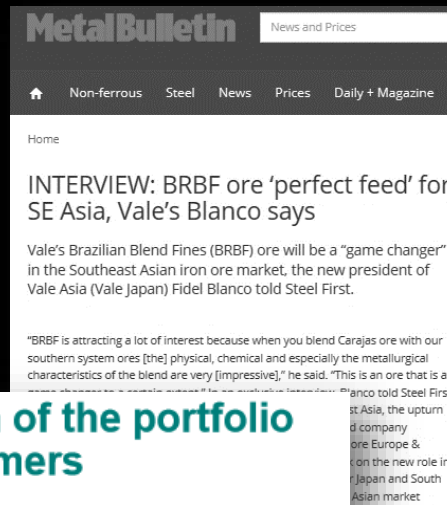 MetalBulletin
News and Prices
Non-ferrous Steel News Prices Daily + Magazine
Home
INTERVIEW: BRBF ore ‘perfect feed’ for
SE Asia, Vale’s Blanco says
Vale’s Brazilian Blend Fines (BRBF) ore will be a “game changer”
in the Southeast Asian iron ore market, the new president of
Vale Asia (Vale Japan) Fidel Blanco told Steel First.
“BRBF is attracting a lot of interest because when you blend Carajas ore with our
southern system ores [the] physical, chemical and especially the metallurgical
characteristics of the blend are very [impressive],” he said. “This is an ore that is a
Blanco told Steel Firs
of the portfolio
st Asia, the upturn
mers
d company
ore Europe &
on the new role in
Japan and South
Asian market